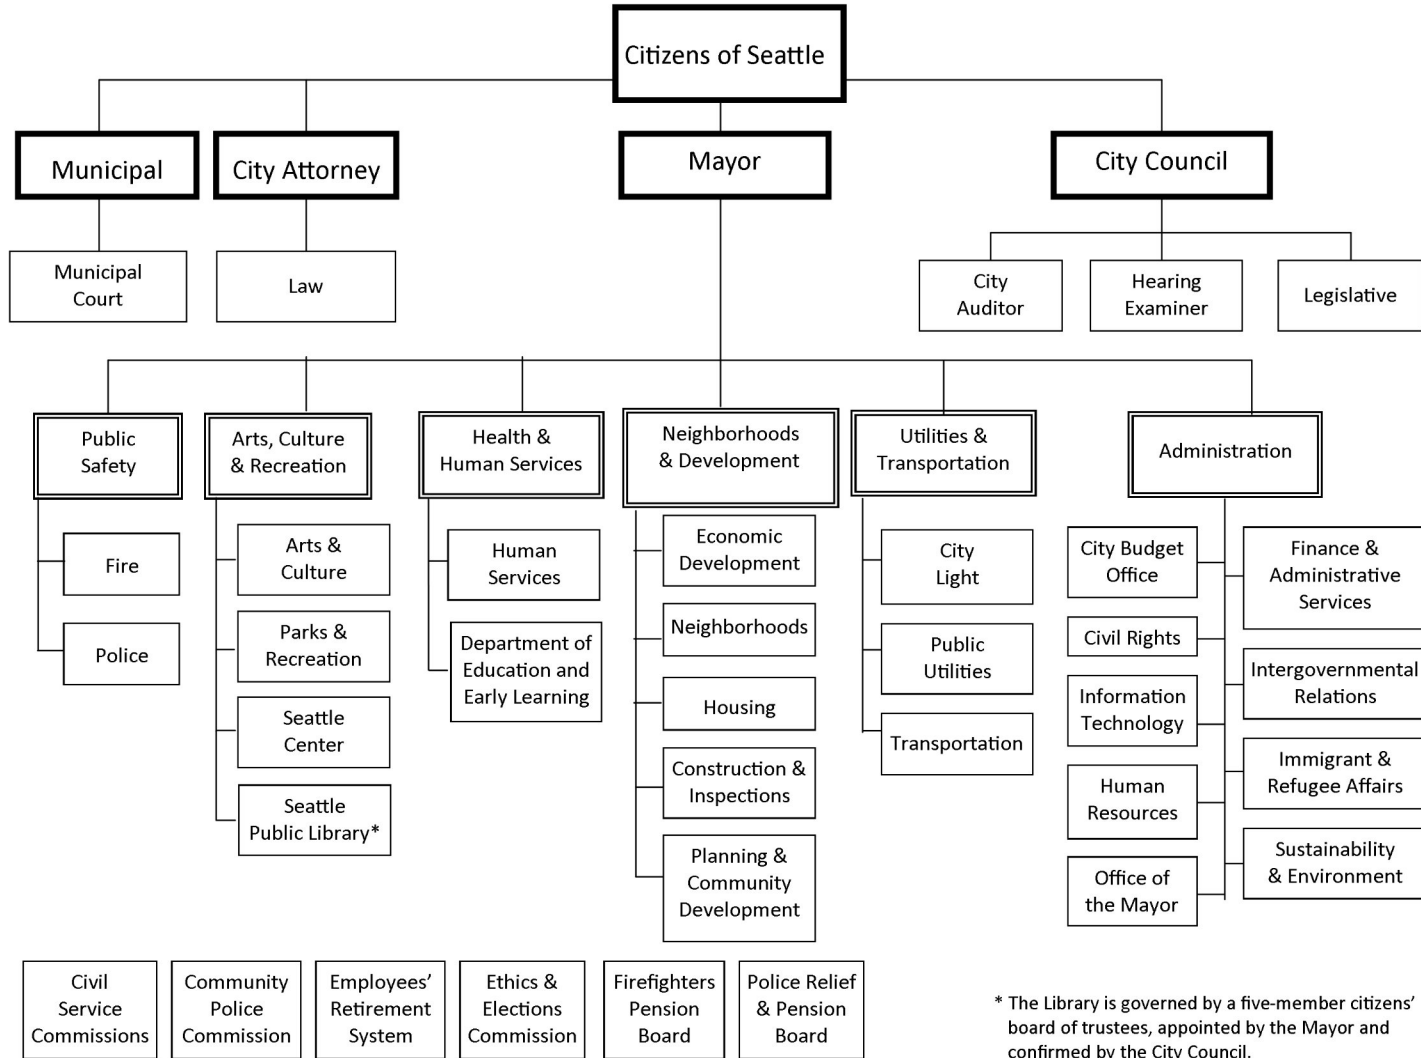 Citizens of Seattle
Municipal
City Attorney
Mayor
City Council
Municipal
Court
Law
City
Auditor
Hearing
Examiner
Legislative
Public
Safety
Arts, Culture
& Recreation
Health &
Human Services
Neighborhoods
& Development
Utilities &
Transportation
Administration
Fire
Police
Arts &
Culture
Parks &
Recreation
Seattle
Center
Seattle
Public Library*
Human
Services
Department of
Education and
Early Learning
Economic
Development
Neighborhoods
Housing
Construction &
Inspections
Planning &
Community
Development
City
Light
Public
Utilities
Transportation
City Budget
Office
Civil Rights
Information
Technology
Human
Resources
Office of
the Mayor
Finance &
Administrative
Services
Intergovernmental
Relations
Immigrant &
Refugee Affairs
Sustainability
& Environment
Civil
Service
Commissions
Community
Police
Commission
Employees’
Retirement
System
Ethics &
Elections
Commission
Firefighters
Pension
Board
Police Relief
& Pension
Board
* The Library is governed by a five-member citizens’
board of trustees, appointed by the Mayor and
confirmed by the City Council.